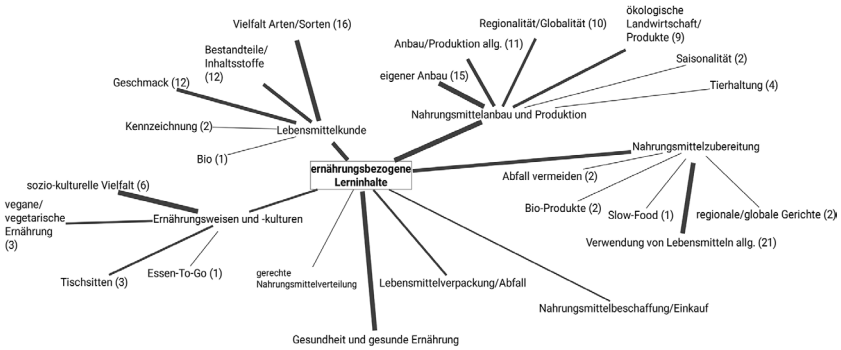 Vielfalt Arten/Sorten (16)
Bestandteile/
Inhaltsstoffe
(12)
Geschmack (12)
Kennzeichnung (2)
Bio (1)
Lebensmittelkunde
Regionalität/Globalität (10)
Anbau/Produktion allg. (11)
eigener Anbau (15)
ökologische
Landwirtschaft/
Produkte (9)
Saisonalität (2)
Tierhaltung (4)
Nahrungsmittelanbau und Produktion
ernährungsbezogene
Lerninhalte
Nahrungsmittelzubereitung
Abfall vermeiden (2)
Bio-Produkte (2)
Slow-Food (1)
regionale/globale Gerichte (2)
Verwendung von Lebensmitteln allg. (21)
sozio-kulturelle Vielfalt (6)
vegane/
vegetarische
Ernährung
(3)
Ernährungsweisen und -kulturen
Tischsitten (3)
Essen-To-Go (1)
gerechte
Nahrungsmittelverteilung
Lebensmittelverpackung/Abfall
Nahrungsmittelbeschaffung/Einkauf
Gesundheit und gesunde Ernährung